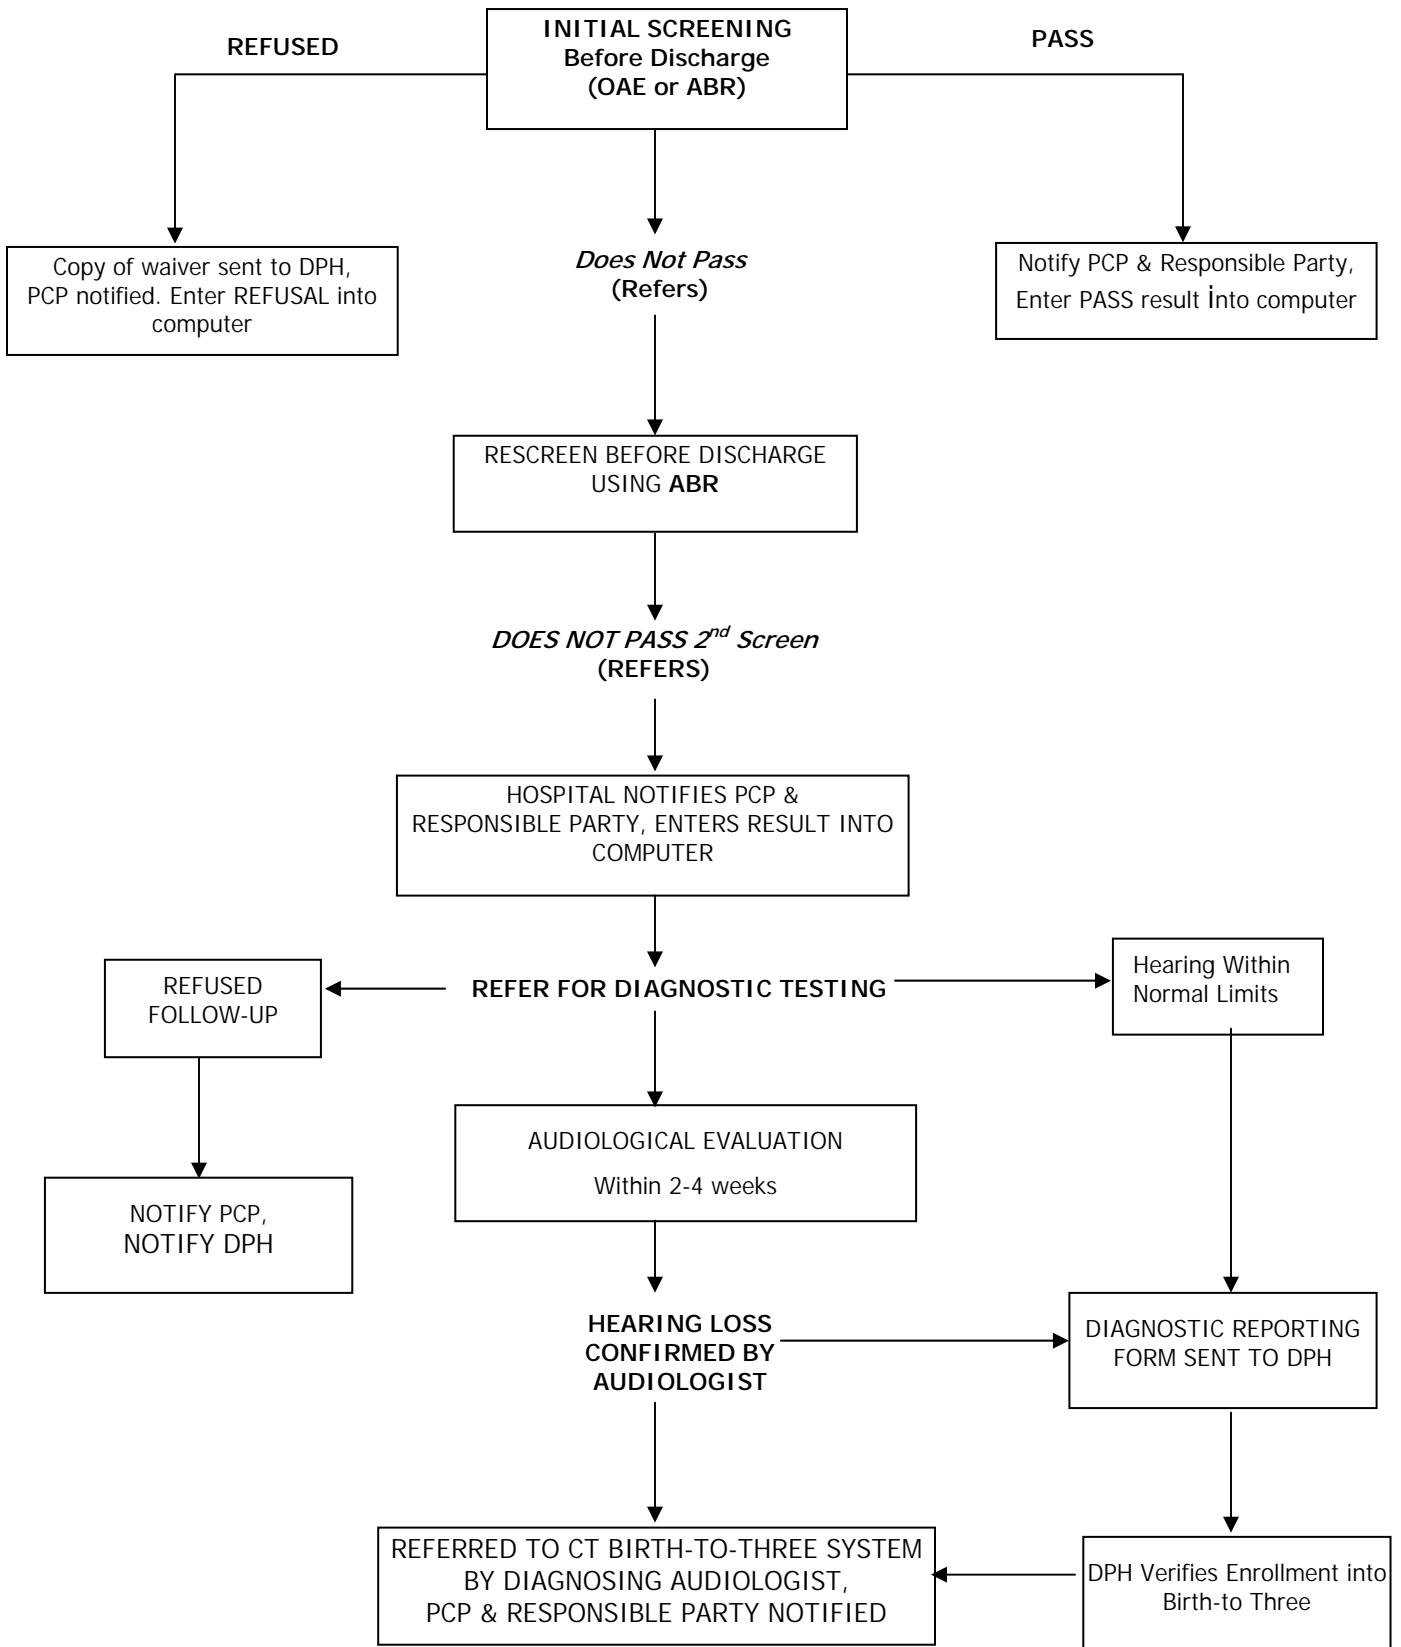 INITIAL SCREENING
Before Discharge
(OAE or ABR)
REFUSED
PASS
Copy of waiver sent to DPH,
PCP notified. Enter REFUSAL into
computer
Does Not Pass
(Refers)
Notify PCP & Responsible Party,
Enter PASS result into computer
RESCREEN BEFORE DISCHARGE
USING ABR
DOES NOT PASS 2nd Screen
(REFERS)
HOSPITAL NOTIFIES PCP &
RESPONSIBLE PARTY, ENTERS RESULT INTO
COMPUTER
REFUSED
FOLLOW-UP
REFER FOR DIAGNOSTIC TESTING
Hearing Within
Normal Limits
AUDIOLOGICAL EVALUATION
Within 2-4 weeks
NOTIFY PCP,
NOTIFY DPH
HEARING LOSS
CONFIRMED BY
AUDIOLOGIST
DIAGNOSTIC REPORTING
FORM SENT TO DPH
REFERRED TO CT BIRTH-TO-THREE SYSTEM
BY DIAGNOSING AUDIOLOGIST,
PCP & RESPONSIBLE PARTY NOTIFIED
DPH Verifies Enrollment into
Birth-to Three